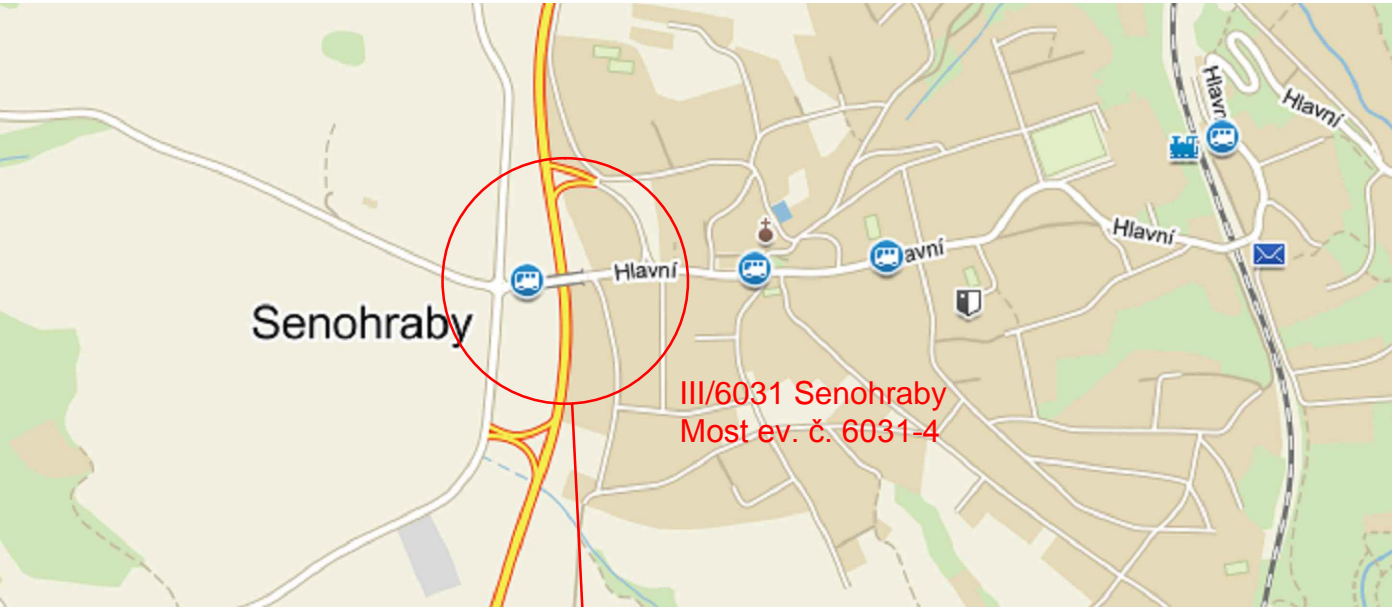 Hlavní
Hlavní
Hlavní
avní
Hlavní
Senohraby
III/6031 Senohraby
Most ev. č. 6031-4